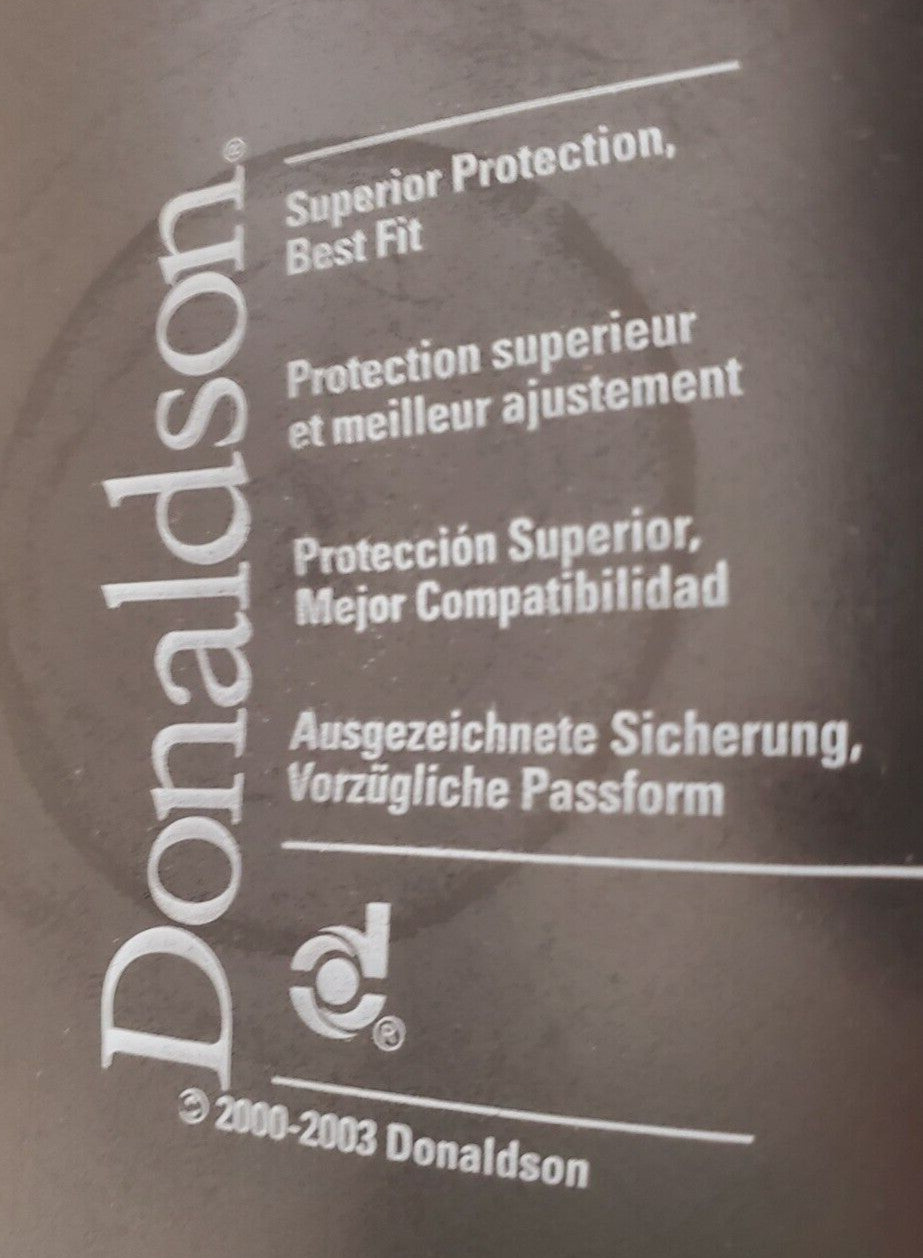 Donaldson®
Superior Protection,
Best Fit
Protection superieur
et meilleur ajustement
Protección Superior,
Mejor Compatibilidad
Ausgezeichnete Sicherung,
Vorzügliche Passform
d®
© 2000-2003 Donaldson